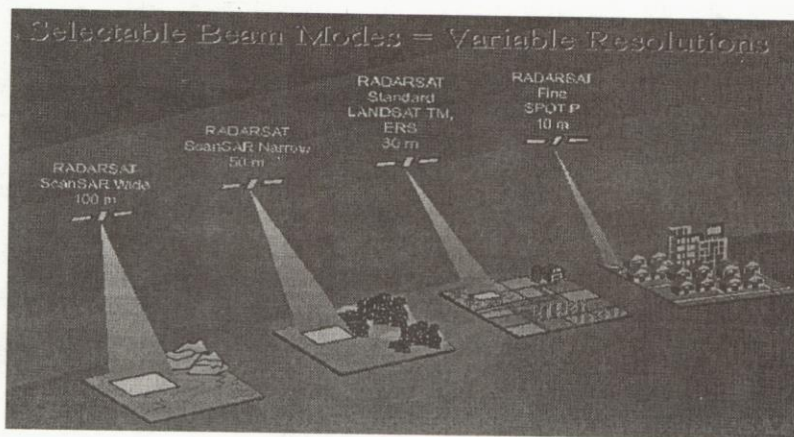 Selectable Beam Modes = Variable Resolutions
RADARSAT
ScanSAR Wide
100 m
RADARSAT
ScanSAR Narrow
50 m
RADARSAT
Standard
LANDSAT TM,
ERS
30 m
RADARSAT
Fine
SPOT P
10 m